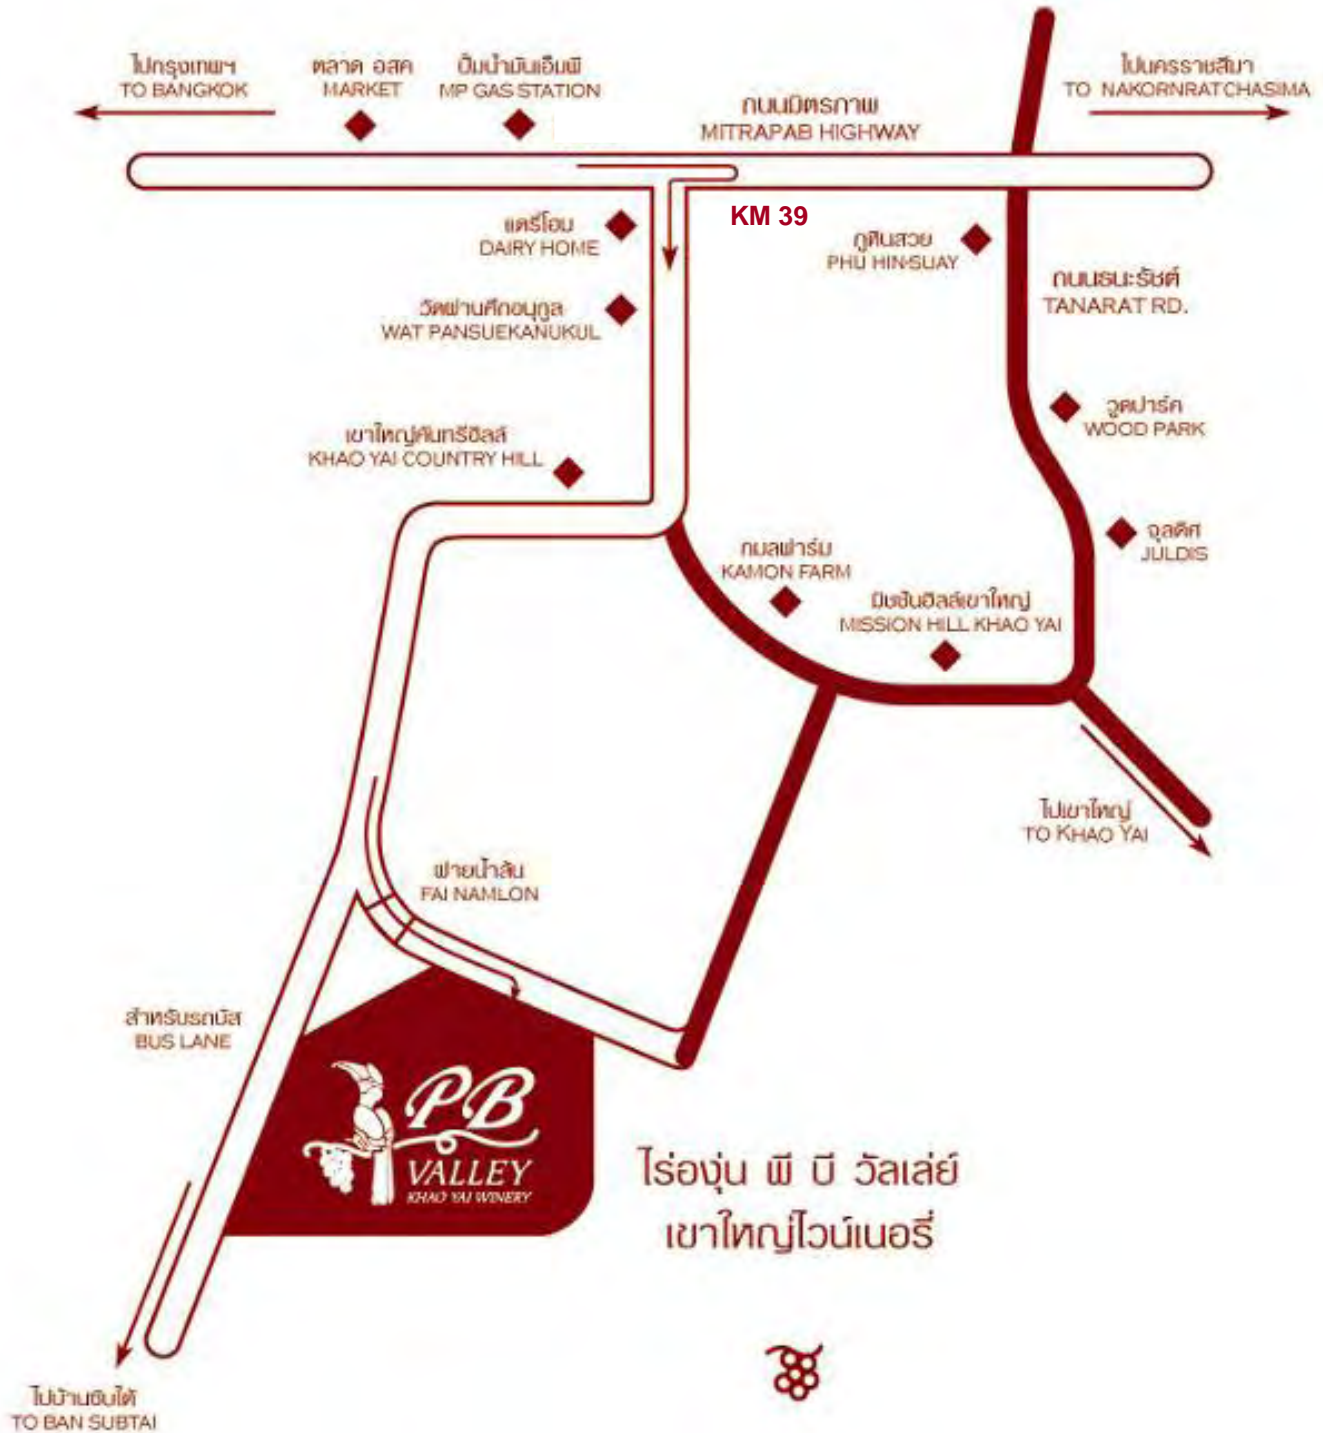 ไปกรุงเทพฯ
TO BANGKOK
ตลาด อสค
MARKET
ปั๊มน้ำมันเอ็มพี
MP GAS STATION
ถนนมิตรภาพ
MITRAPAB HIGHWAY
ไปนครราชสีมา
TO NAKORNRATCHASIMA
KM 39
แดรี่โฮม
DAIRY HOME
ภูหินสวย
PHU HIN-SUAY
ถนนธนะรัชต์
TANARAT RD.
วัดผ่านศึกอนุกูล
WAT PANSUEKANUKUL
วูดปาร์ค
WOOD PARK
เขาใหญ่คันทรีฮิลล์
KHAO YAI COUNTRY HILL
จุลดิศ
JULDIS
กมลฟาร์ม
KAMON FARM
มิชชั่นฮิลล์เขาใหญ่
MISSION HILL KHAO YAI
ไปเขาใหญ่
TO KHAO YAI
ฝายน้ำล้น
FAI NAMLON
สำหรับรถบัส
BUS LANE
PB
VALLEY
KHAO YAI WINERY
ไร่องุ่น พี บี วัลเล่ย์
เขาใหญ่ไวน์เนอรี่
ไปบ้านซับใต้
TO BAN SUBTAI